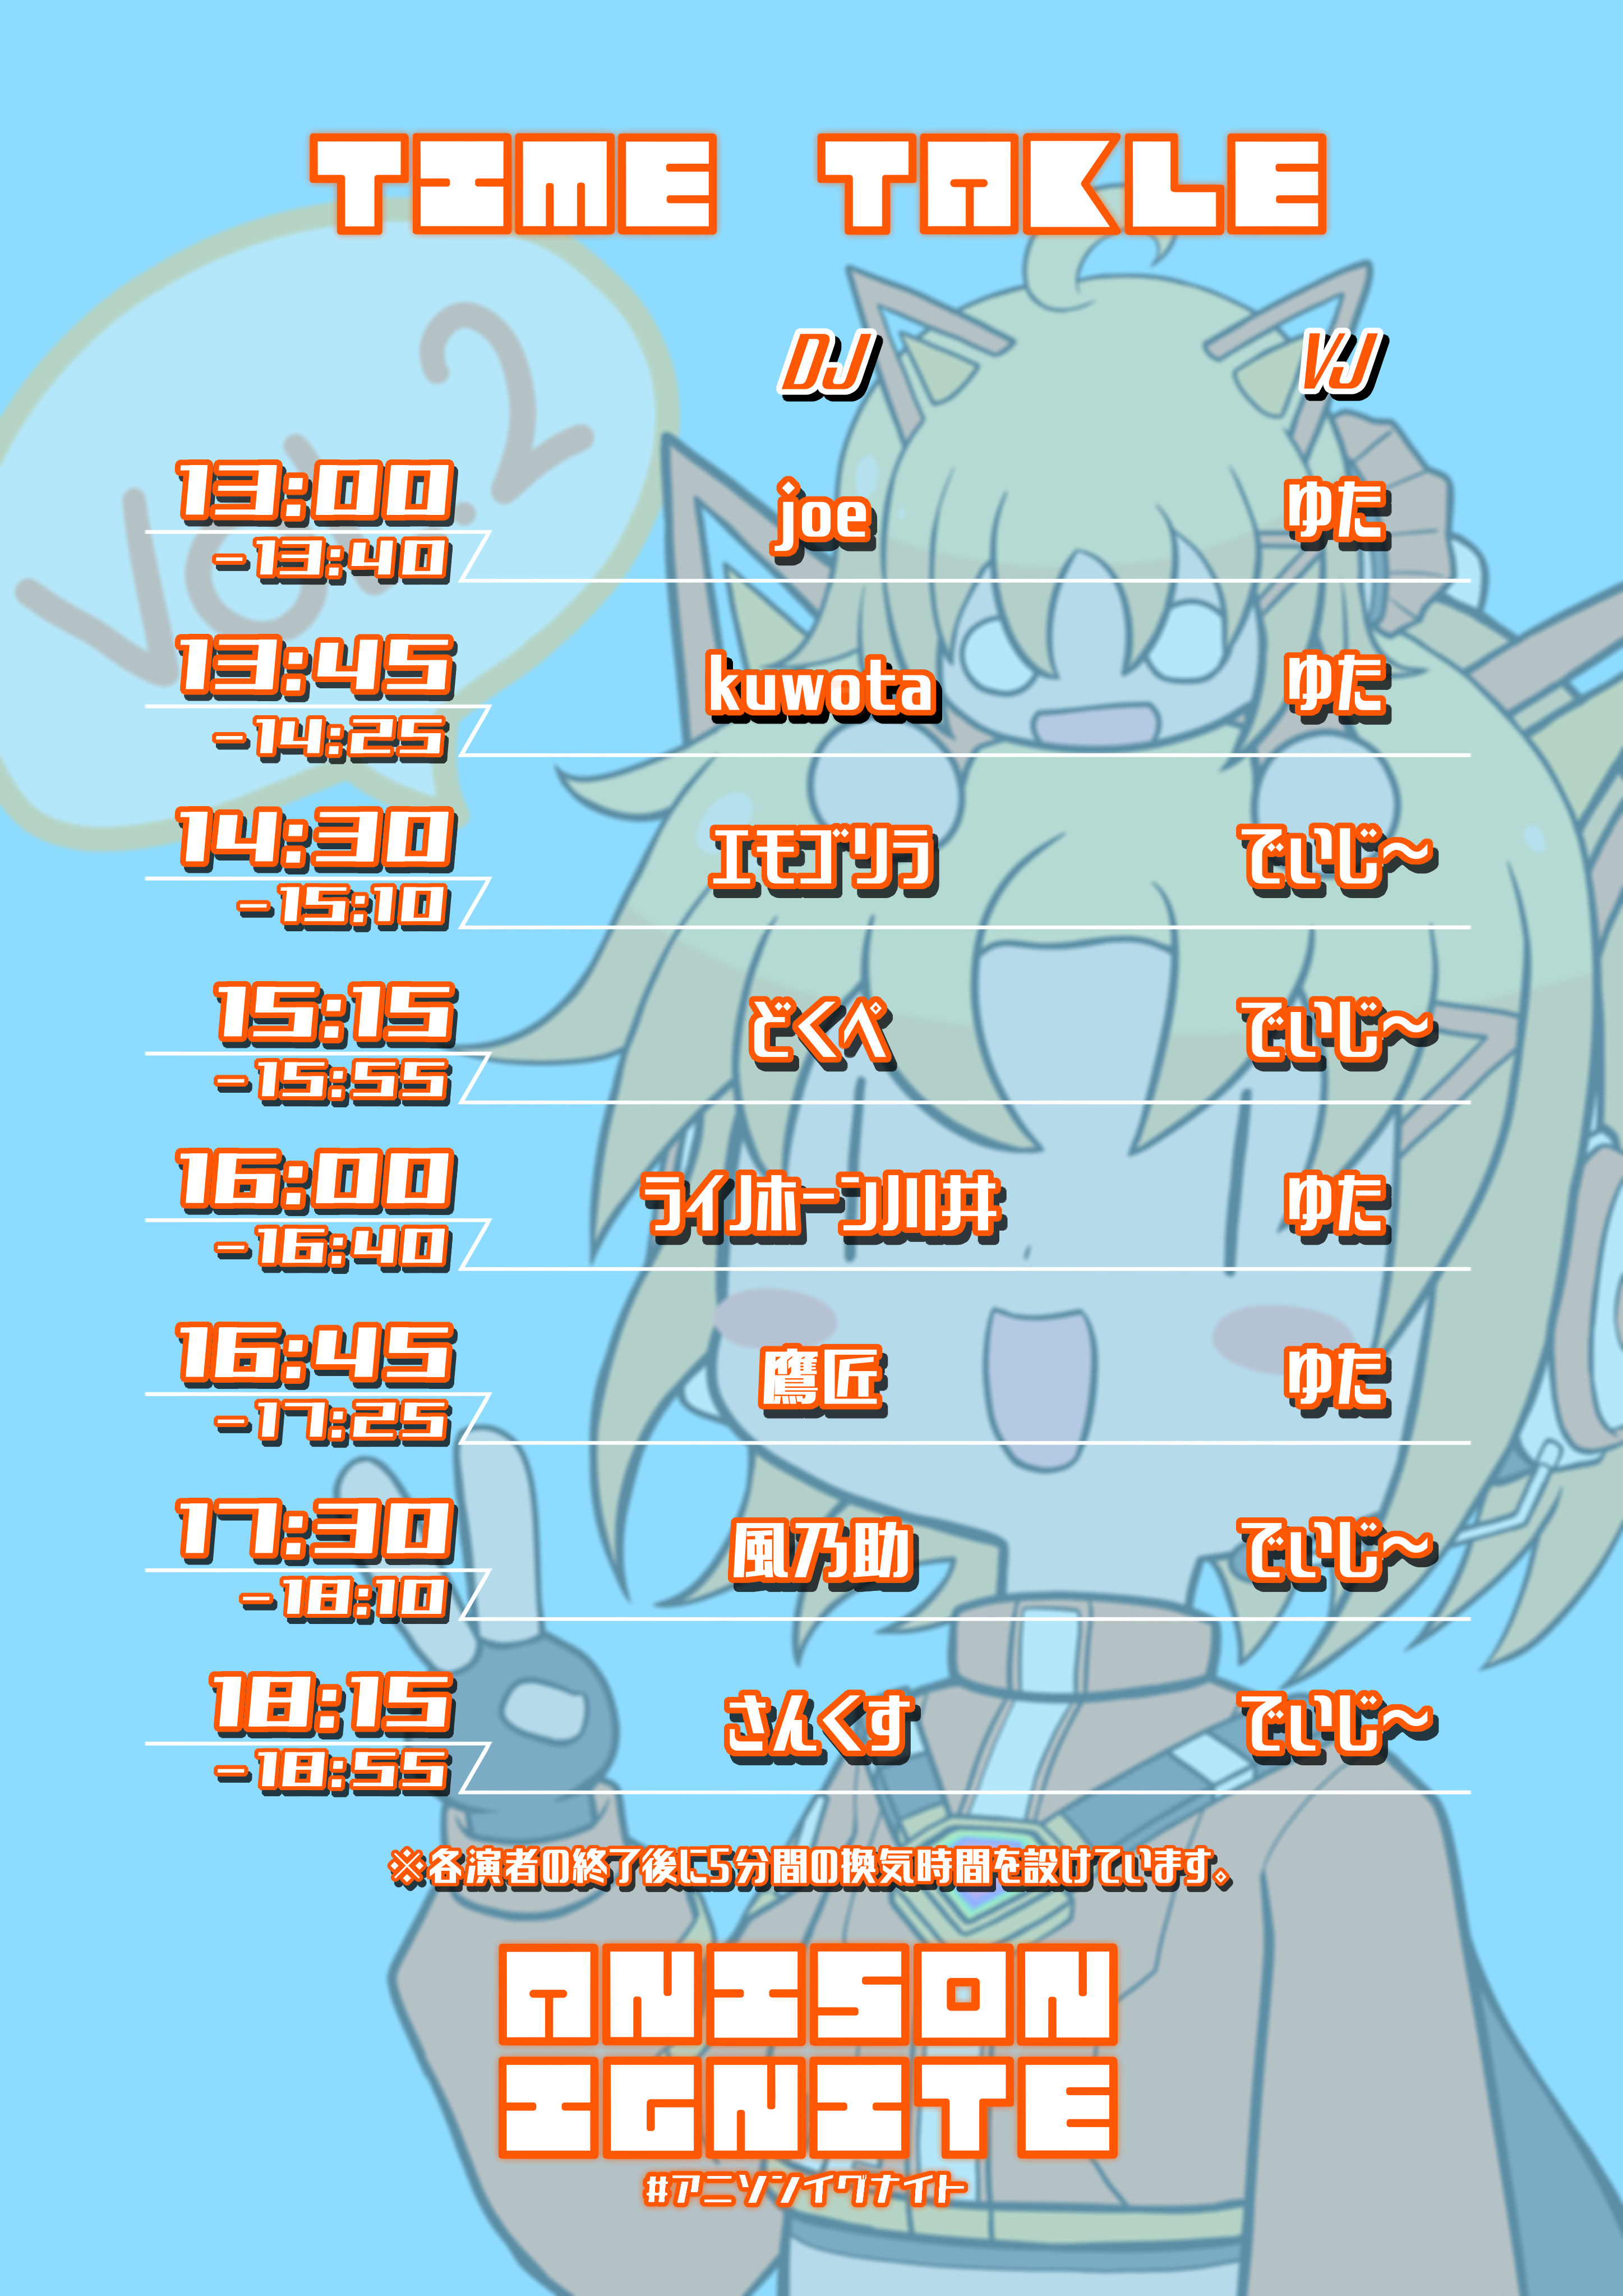 TIME TAKLE
VOl.2
DJ VJ
13:00
-13:40
joe ゆた
13:45
-14:25
kuwota ゆた
14:30
-15:10
エモゴリラ でいじ～
15:15
-15:55
どくぺ でいじ～
16:00
-16:40
ライノホーン川井 ゆた
16:45
-17:25
鷹匠 ゆた
17:30
-18:10
風乃助 でいじ～
18:15
-18:55
さんくす でいじ～
※各演者の終了後に5分間の換気時間を設けています。
ANISON
IGNITE
#アニソンイグナイト